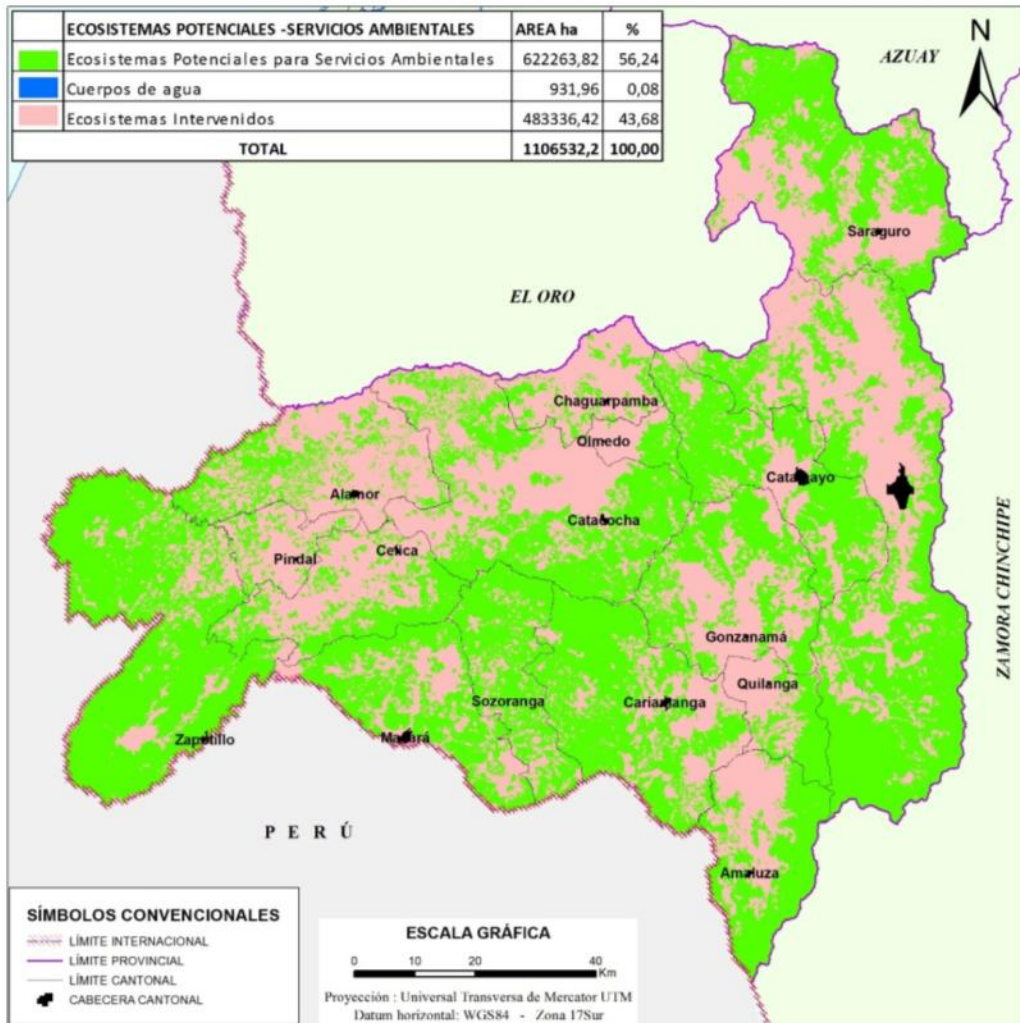 ECOSISTEMAS POTENCIALES -SERVICIOS AMBIENTALES AREA ha %
Ecosistemas Potenciales para Servicios Ambientales 622263,82 56,24
Cuerpos de agua 931,96 0,08
Ecosistemas Intervenidos 483336,42 43,68
TOTAL 1106532,2 100,00
AZUAY
N
Saraguro
EL ORO
Chaguarpamba
Olmedo
Catamayo
Alamor
Catacocha
Celica
Pindal
ZAMORA CHINCHIPE
Gonzanamá
Quilanga
Sozoranga
Cariamanga
Zapotillo
Macará
PERÚ
Amaluza
SÍMBOLOS CONVENCIONALES
LÍMITE INTERNACIONAL
LÍMITE PROVINCIAL
LÍMITE CANTONAL
CABECERA CANTONAL
ESCALA GRÁFICA
0 20 40
Km
Proyección : Universal Transversa de Mercator UTM
Datum horizontal: WGS84 - Zona 17Sur